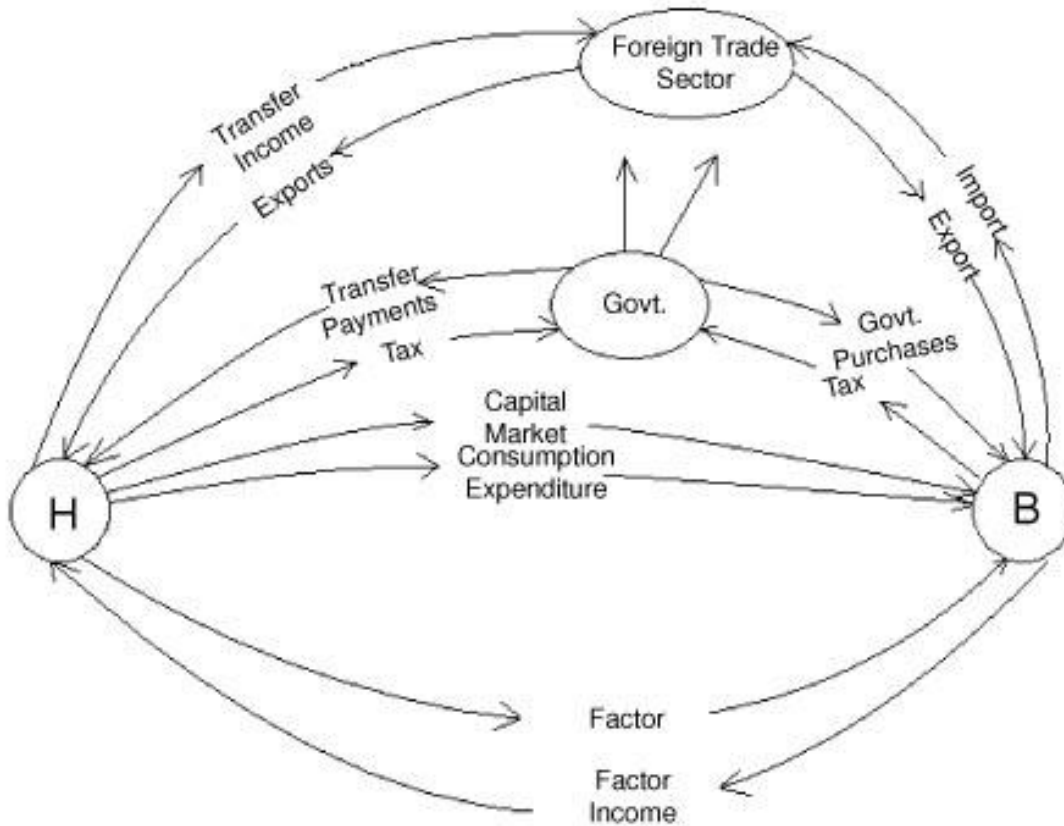 Foreign Trade
Sector
Transfer
Income
Exports
Import
Export
Transfer
Payments
Govt.
Govt.
Purchases
Tax
Tax
Capital
Market
Consumption
Expenditure
H
B
Factor
Factor
Income